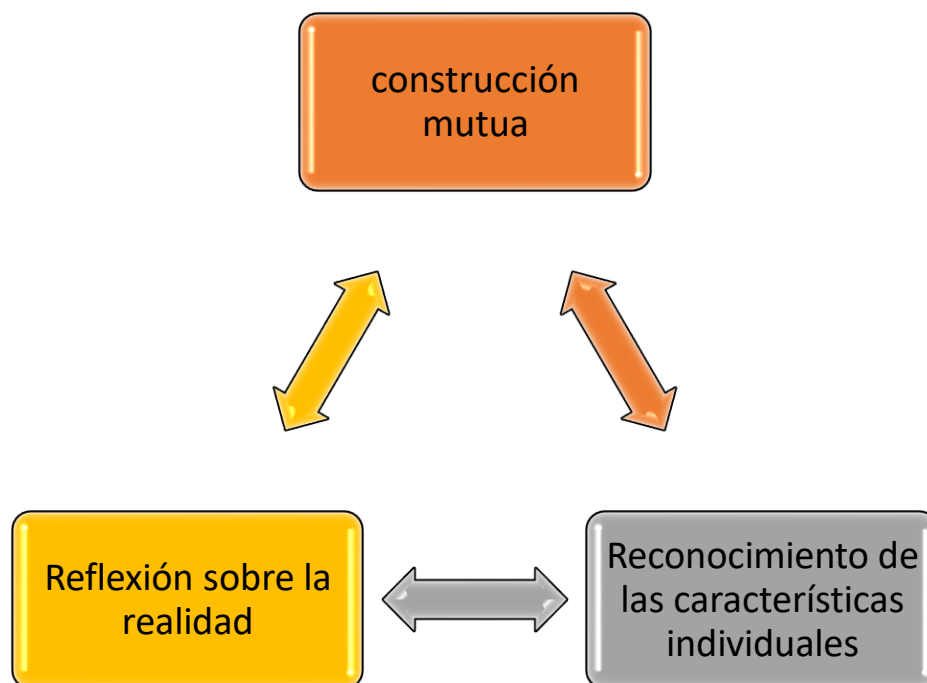 construcción
mutua
Reflexión sobre la
realidad
Reconocimiento de
las características
individuales